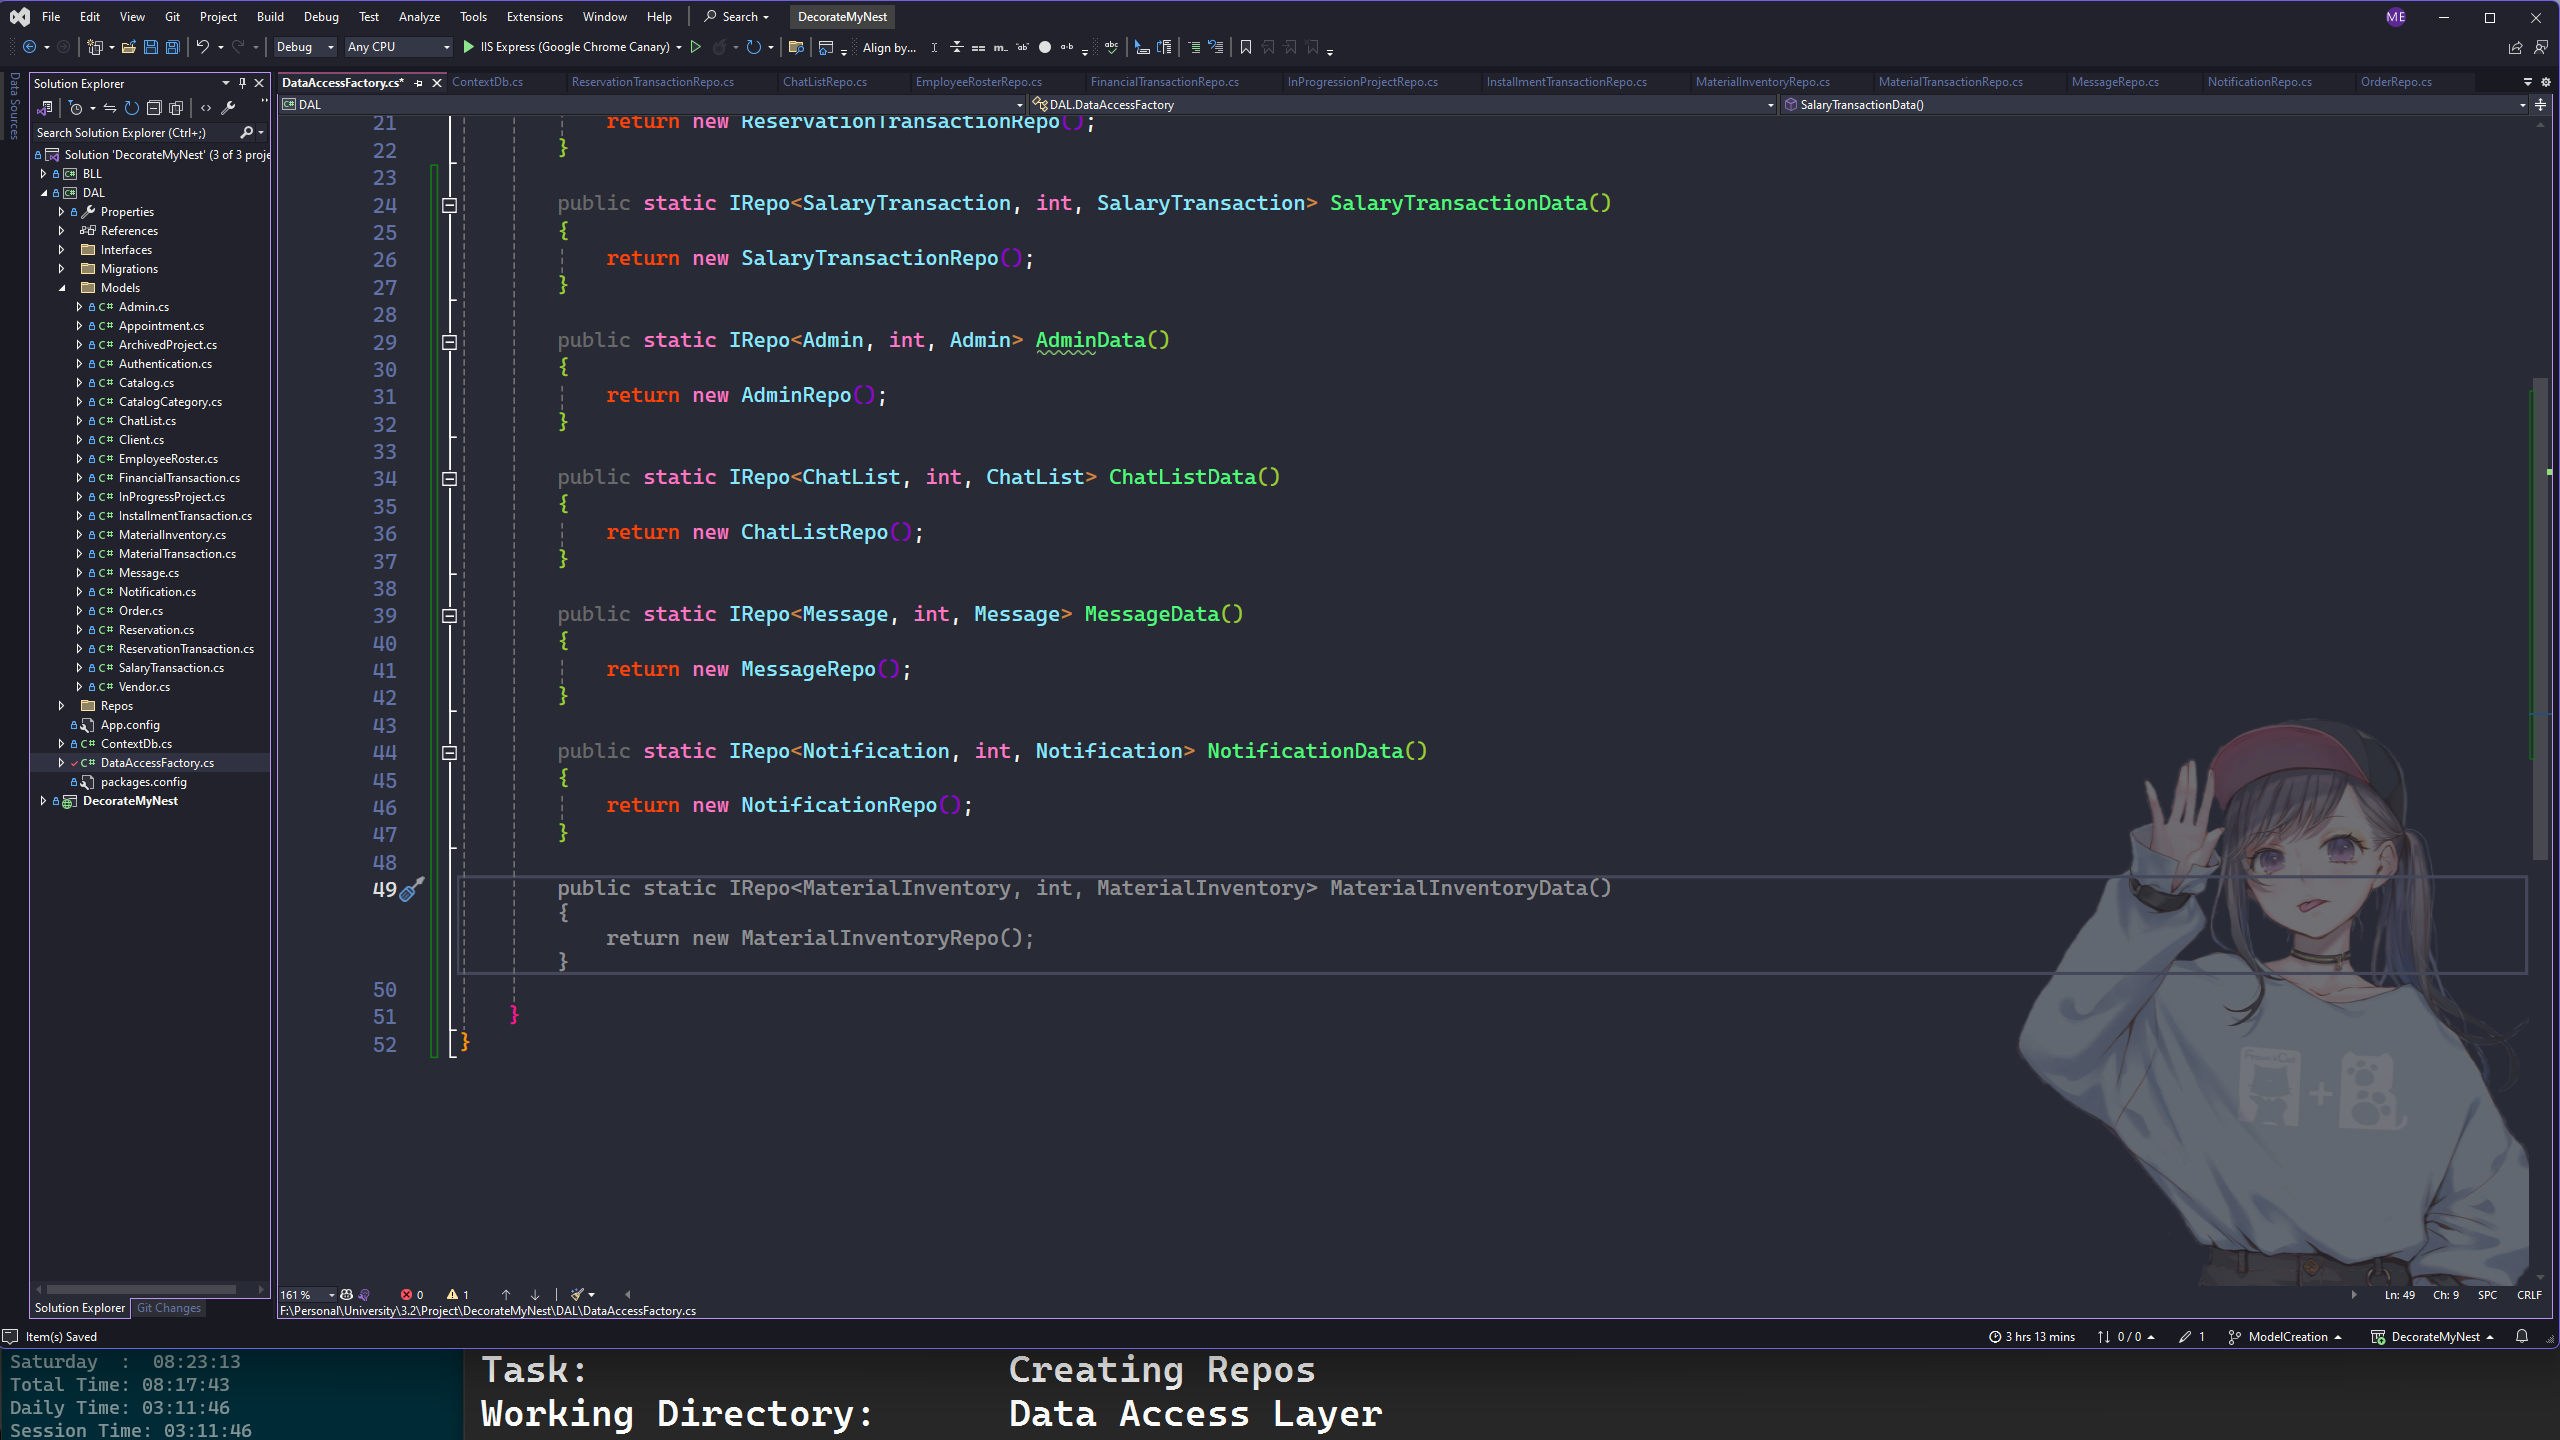 File Edit View Git Project Build Debug Test Analyze Tools Extensions Window Help Search DecorateMyNest ME
Debug Any CPU IIS Express (Google Chrome Canary) Align by...
Data Sources
Solution Explorer
Search Solution Explorer (Ctrl+;)
Solution 'DecorateMyNest' (3 of 3 proje
BLL
DAL
Properties
References
Interfaces
Migrations
Models
C# Admin.cs
C# Appointment.cs
C# ArchivedProject.cs
C# Authentication.cs
C# Catalog.cs
C# CatalogCategory.cs
C# ChatList.cs
C# Client.cs
C# EmployeeRoster.cs
C# FinancialTransaction.cs
C# InProgressProject.cs
C# InstallmentTransaction.cs
C# MaterialInventory.cs
C# MaterialTransaction.cs
C# Message.cs
C# Notification.cs
C# Order.cs
C# Reservation.cs
C# ReservationTransaction.cs
C# SalaryTransaction.cs
C# Vendor.cs
Repos
App.config
C# ContextDb.cs
C# DataAccessFactory.cs
packages.config
DecorateMyNest
Solution Explorer Git Changes
DataAccessFactory.cs* ContextDb.cs ReservationTransactionRepo.cs ChatListRepo.cs EmployeeRosterRepo.cs FinancialTransactionRepo.cs InProgressionProjectRepo.cs InstallmentTransactionRepo.cs MaterialInventoryRepo.cs MaterialTransactionRepo.cs MessageRepo.cs NotificationRepo.cs OrderRepo.cs
DAL DAL.DataAccessFactory SalaryTransactionData()
21 return new ReservationTransactionRepo();
22 }
23
24 public static IRepo<SalaryTransaction, int, SalaryTransaction> SalaryTransactionData()
25 {
26 return new SalaryTransactionRepo();
27 }
28
29 public static IRepo<Admin, int, Admin> AdminData()
30 {
31 return new AdminRepo();
32 }
33
34 public static IRepo<ChatList, int, ChatList> ChatListData()
35 {
36 return new ChatListRepo();
37 }
38
39 public static IRepo<Message, int, Message> MessageData()
40 {
41 return new MessageRepo();
42 }
43
44 public static IRepo<Notification, int, Notification> NotificationData()
45 {
46 return new NotificationRepo();
47 }
48
49 public static IRepo<MaterialInventory, int, MaterialInventory> MaterialInventoryData()
{
return new MaterialInventoryRepo();
}
50
51 }
52 }
161 % 0 1 Ln: 49 Ch: 9 SPC CRLF
F:\Personal\University\3.2\Project\DecorateMyNest\DAL\DataAccessFactory.cs
Item(s) Saved 3 hrs 13 mins 0 / 0 1 ModelCreation DecorateMyNest
Saturday : 08:23:13
Total Time: 08:17:43
Daily Time: 03:11:46
Session Time: 03:11:46
Task: Creating Repos
Working Directory: Data Access Layer